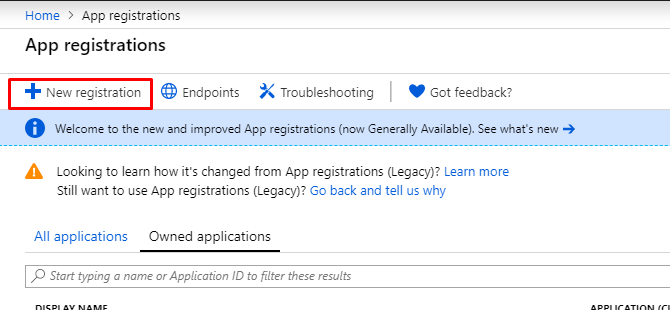 Home > App registrations
App registrations
New registration Endpoints Troubleshooting Got feedback?
Welcome to the new and improved App registrations (now Generally Available). See what's new →
Looking to learn how it's changed from App registrations (Legacy)? Learn more
Still want to use App registrations (Legacy)? Go back and tell us why
All applications Owned applications
Start typing a name or Application ID to filter these results
DISPLAY NAME APPLICATION (CL